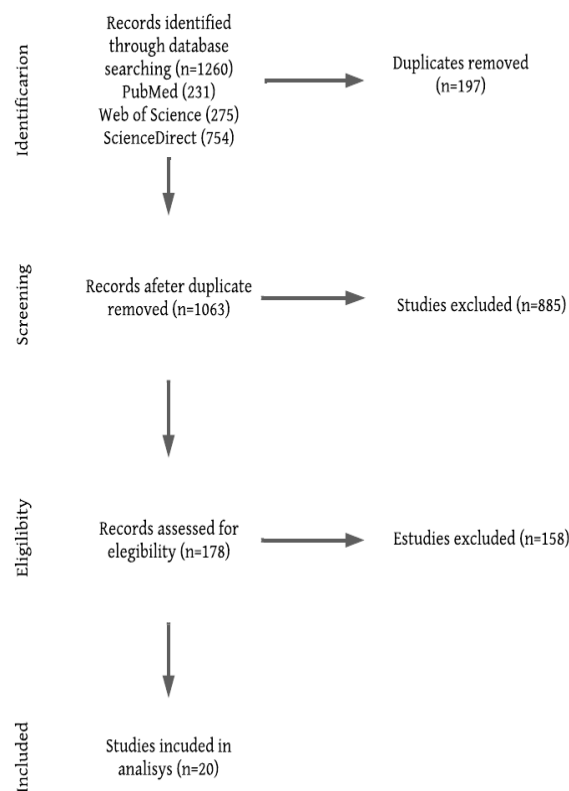 Identificarion
Records identified
through database
searching (n=1260)
PubMed (231)
Web of Science (275)
ScienceDirect (754)
Duplicates removed
(n=197)
Screening
Records afeter duplicate
removed (n=1063)
Studies excluded (n=885)
Eligilibity
Records assessed for
elegibility (n=178)
Estudies excluded (n=158)
Included
Studies incuded in
analisys (n=20)